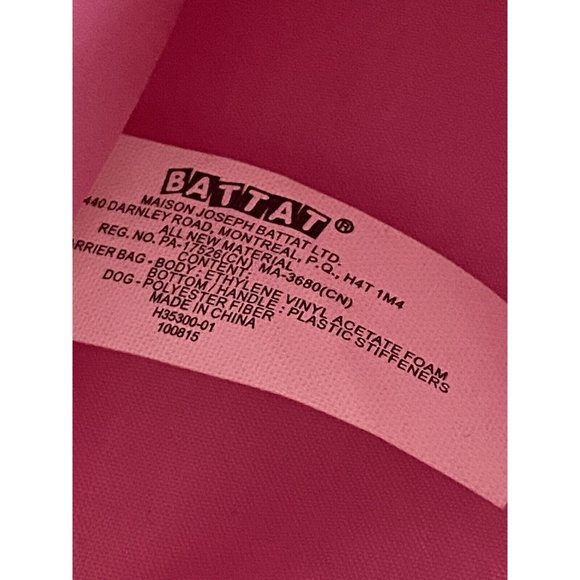 BATTAT®
MAISON JOSEPH BATTAT LTD.
440 DARNLEY ROAD, MONTREAL, P.Q., H4T 1M4
ALL NEW MATERIAL
REG. NO. PA-17526(CN) MA-3680(CN)
CONTENT:
ARRIER BAG - BODY : ETHYLENE VINYL ACETATE FOAM
BOTTOM / HANDLE : PLASTIC STIFFENERS
DOG - POLYESTER FIBER
MADE IN CHINA
H35300-01
100815